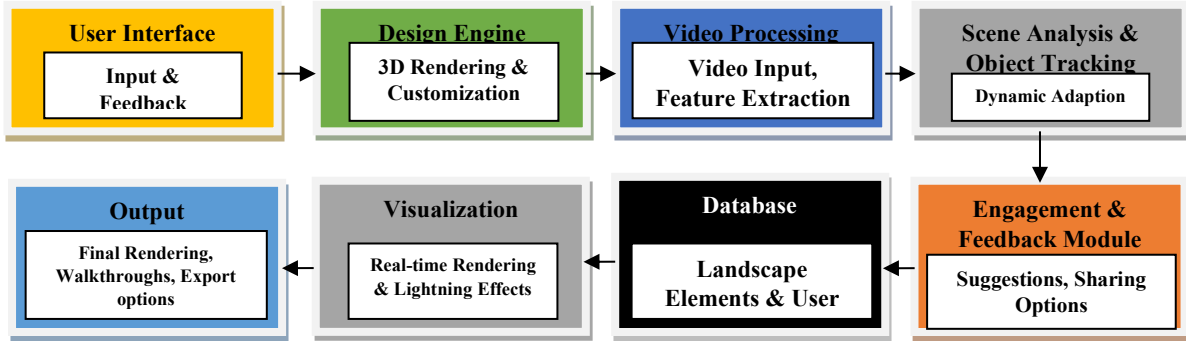 User Interface
Input &
Feedback
Design Engine
3D Rendering &
Customization
Video Processing
Video Input,
Feature Extraction
Scene Analysis &
Object Tracking
Dynamic Adaption
Output
Final Rendering,
Walkthroughs, Export
options
Visualization
Real-time Rendering
& Lightning Effects
Database
Landscape
Elements & User
Engagement &
Feedback Module
Suggestions, Sharing
Options